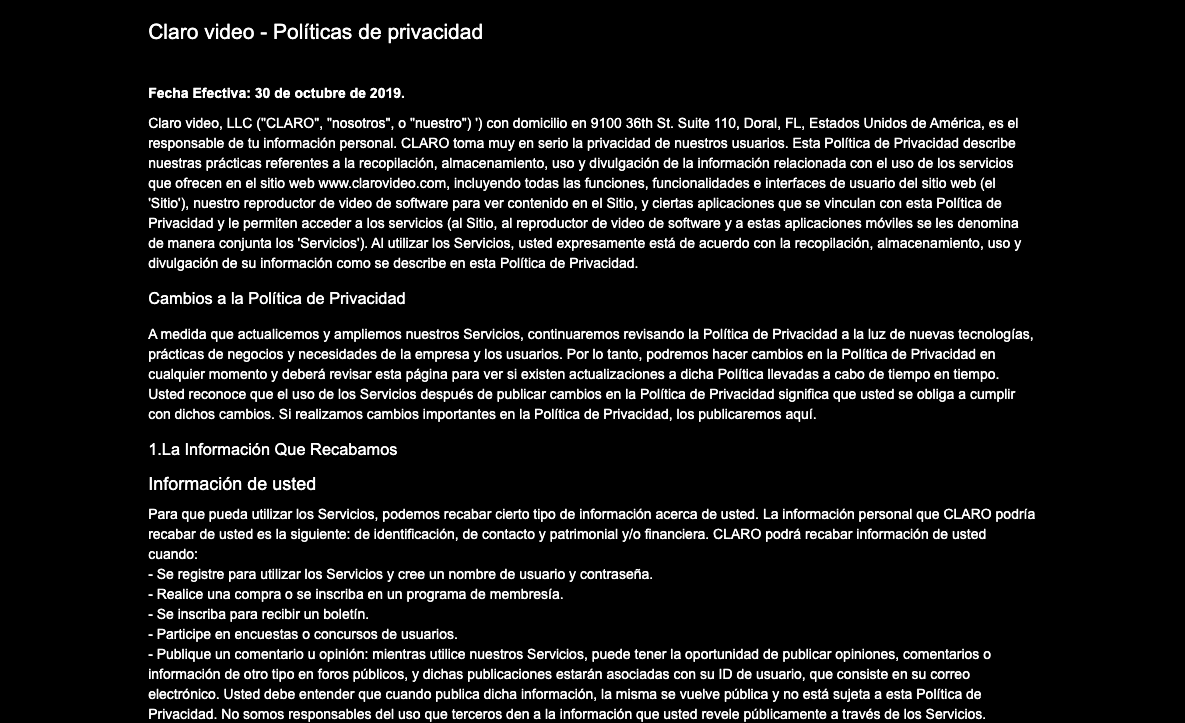 Claro video - Políticas de privacidad
Fecha Efectiva: 30 de octubre de 2019.
Claro video, LLC ("CLARO", "nosotros", o "nuestro") ') con domicilio en 9100 36th St. Suite 110, Doral, FL, Estados Unidos de América, es el
responsable de tu información personal. CLARO toma muy en serio la privacidad de nuestros usuarios. Esta Política de Privacidad describe
nuestras prácticas referentes a la recopilación, almacenamiento, uso y divulgación de la información relacionada con el uso de los servicios
que ofrecen en el sitio web www.clarovideo.com, incluyendo todas las funciones, funcionalidades e interfaces de usuario del sitio web (el
'Sitio'), nuestro reproductor de video de software para ver contenido en el Sitio, y ciertas aplicaciones que se vinculan con esta Política de
Privacidad y le permiten acceder a los servicios (al Sitio, al reproductor de video de software y a estas aplicaciones móviles se les denomina
de manera conjunta los 'Servicios'). Al utilizar los Servicios, usted expresamente está de acuerdo con la recopilación, almacenamiento, uso y
divulgación de su información como se describe en esta Política de Privacidad.
Cambios a la Política de Privacidad
A medida que actualicemos y ampliemos nuestros Servicios, continuaremos revisando la Política de Privacidad a la luz de nuevas tecnologías,
prácticas de negocios y necesidades de la empresa y los usuarios. Por lo tanto, podremos hacer cambios en la Política de Privacidad en
cualquier momento y deberá revisar esta página para ver si existen actualizaciones a dicha Política llevadas a cabo de tiempo en tiempo.
Usted reconoce que el uso de los Servicios después de publicar cambios en la Política de Privacidad significa que usted se obliga a cumplir
con dichos cambios. Si realizamos cambios importantes en la Política de Privacidad, los publicaremos aquí.
1.La Información Que Recabamos
Información de usted
Para que pueda utilizar los Servicios, podemos recabar cierto tipo de información acerca de usted. La información personal que CLARO podría
recabar de usted es la siguiente: de identificación, de contacto y patrimonial y/o financiera. CLARO podrá recabar información de usted
cuando:
- Se registre para utilizar los Servicios y cree un nombre de usuario y contraseña.
- Realice una compra o se inscriba en un programa de membresía.
- Se inscriba para recibir un boletín.
- Participe en encuestas o concursos de usuarios.
- Publique un comentario u opinión: mientras utilice nuestros Servicios, puede tener la oportunidad de publicar opiniones, comentarios o
información de otro tipo en foros públicos, y dichas publicaciones estarán asociadas con su ID de usuario, que consiste en su correo
electrónico. Usted debe entender que cuando publica dicha información, la misma se vuelve pública y no está sujeta a esta Política de
Privacidad. No somos responsables del uso que terceros den a la información que usted revele públicamente a través de los Servicios.